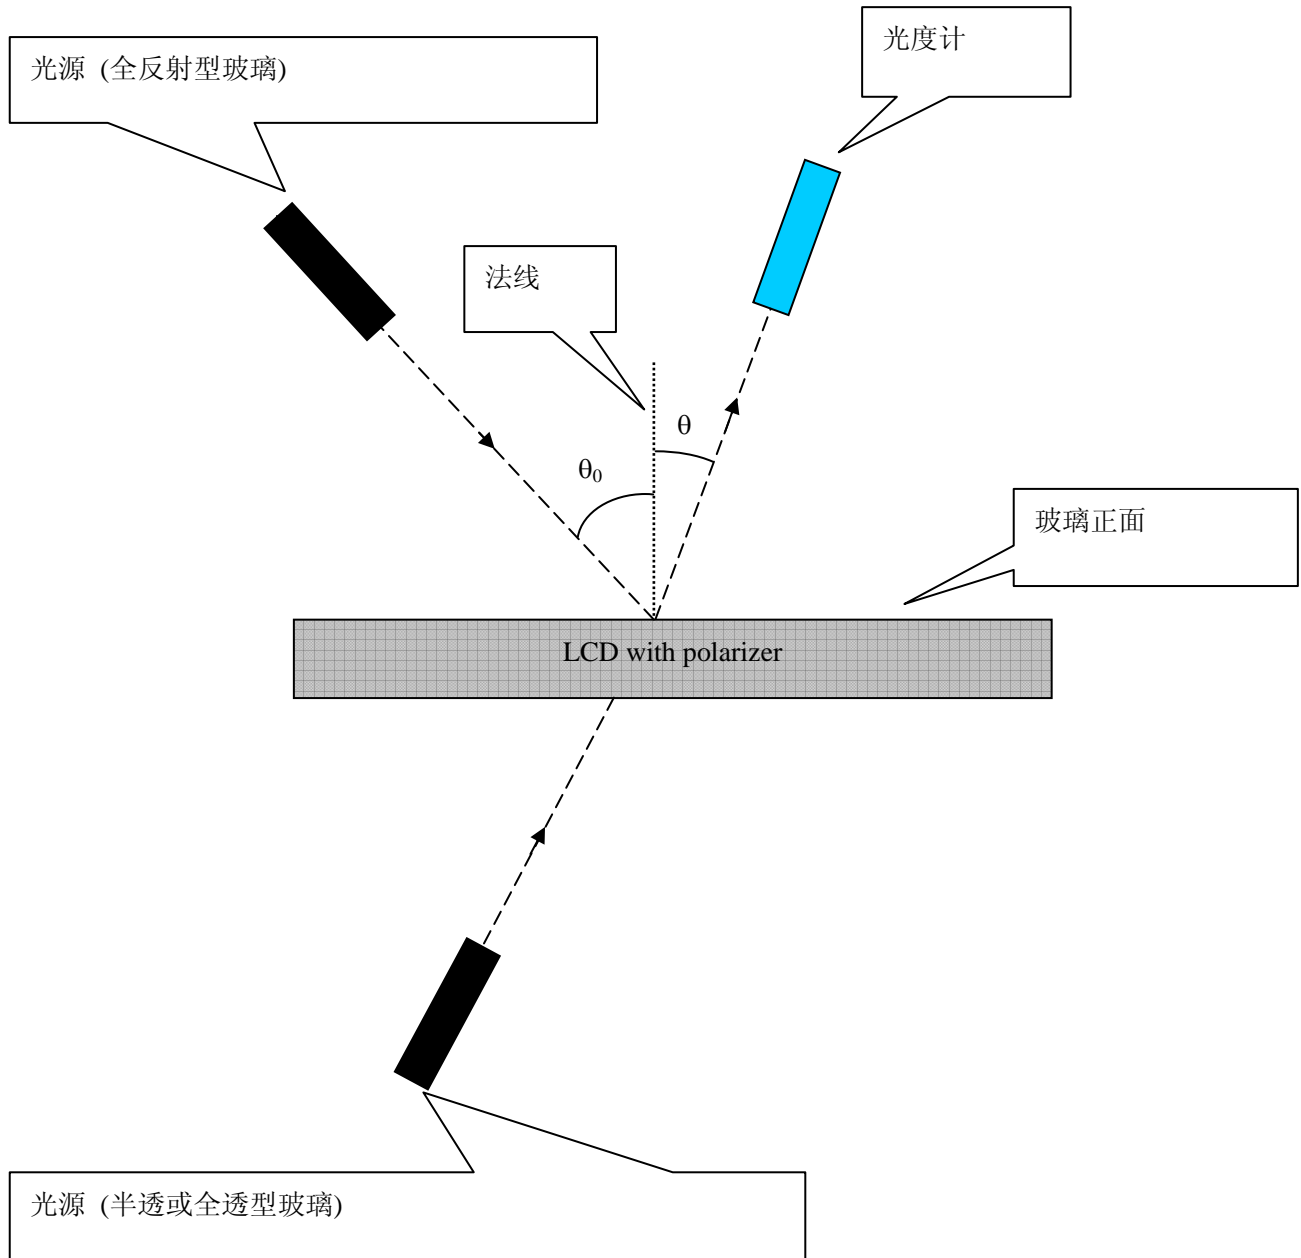 光度计
光源 (全反射型玻璃)
法线
θ
θ0
玻璃正面
LCD with polarizer
光源 (半透或全透型玻璃)